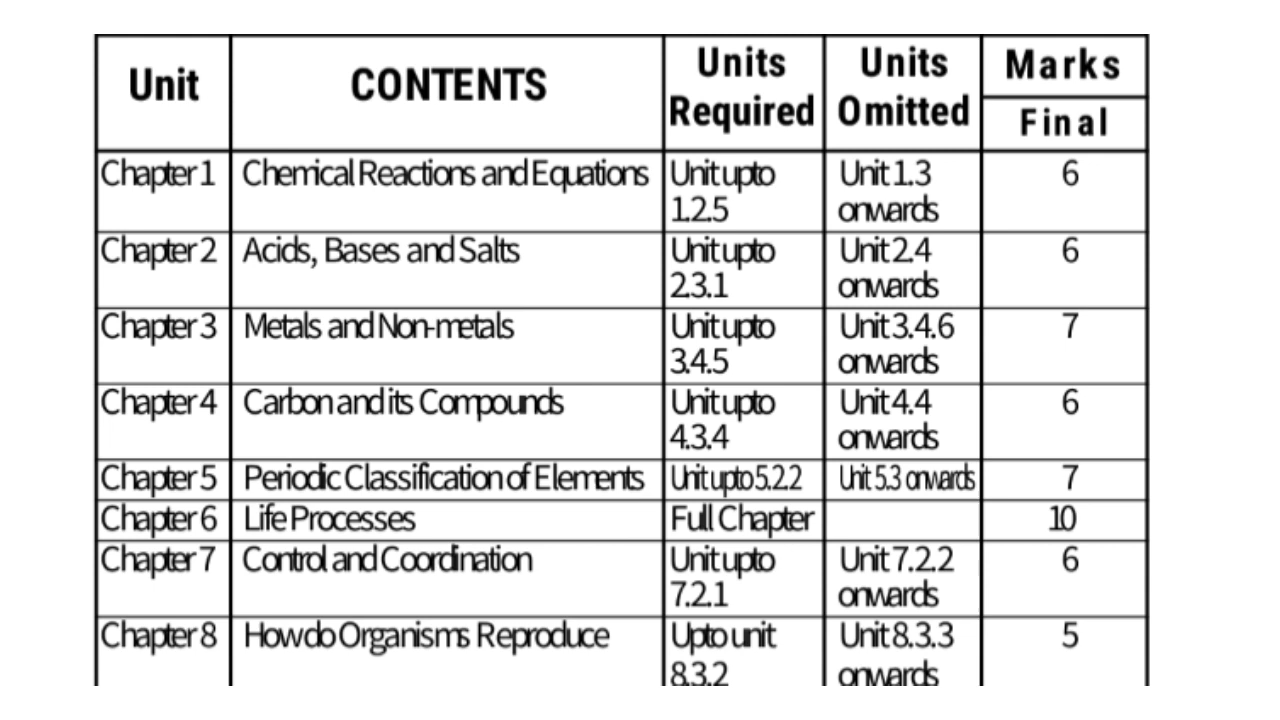 Unit CONTENTS Units Required Units Omitted Marks
Final
Chapter 1 Chemical Reactions and Equations Unit upto 1.2.5 Unit 1.3 onwards 6
Chapter 2 Acids, Bases and Salts Unit upto 2.3.1 Unit 2.4 onwards 6
Chapter 3 Metals and Non-metals Unit upto 3.4.5 Unit 3.4.6 onwards 7
Chapter 4 Carbon and its Compounds Unit upto 4.3.4 Unit 4.4 onwards 6
Chapter 5 Periodic Classification of Elements Unit upto 5.2.2 Unit 5.3 onwards 7
Chapter 6 Life Processes Full Chapter 10
Chapter 7 Control and Coordination Unit upto 7.2.1 Unit 7.2.2 onwards 6
Chapter 8 How do Organisms Reproduce Upto unit 8.3.2 Unit 8.3.3 onwards 5